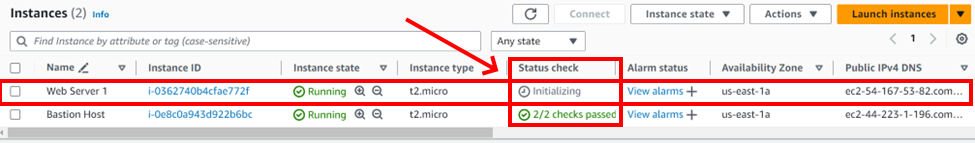 Instances (2) Info
Connect
Instance state
Actions
Launch instances
Find Instance by attribute or tag (case-sensitive)
Any state
1
Name
Instance ID
Instance state
Instance type
Status check
Alarm status
Availability Zone
Public IPv4 DNS
Web Server 1 i-0362740b4cfae772f Running t2.micro Initializing View alarms + us-east-1a ec2-54-167-53-82.com...
Bastion Host i-0e8c0a943d922b6bc Running t2.micro 2/2 checks passed View alarms + us-east-1a ec2-44-223-1-196.com...